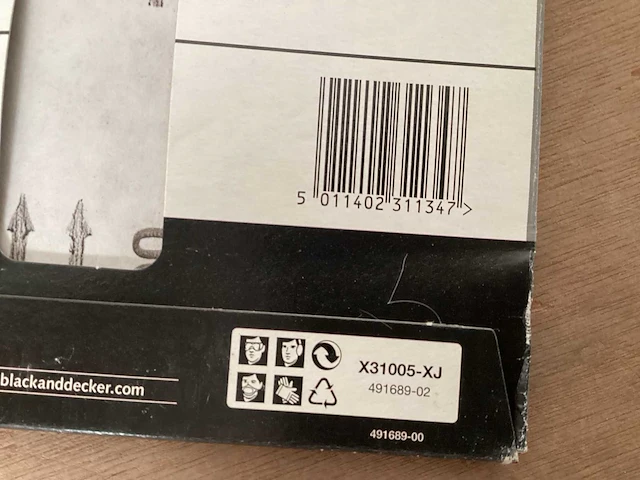 5 011402 311347 >
blackanddecker.com
X31005-XJ
491689-02
491689-00